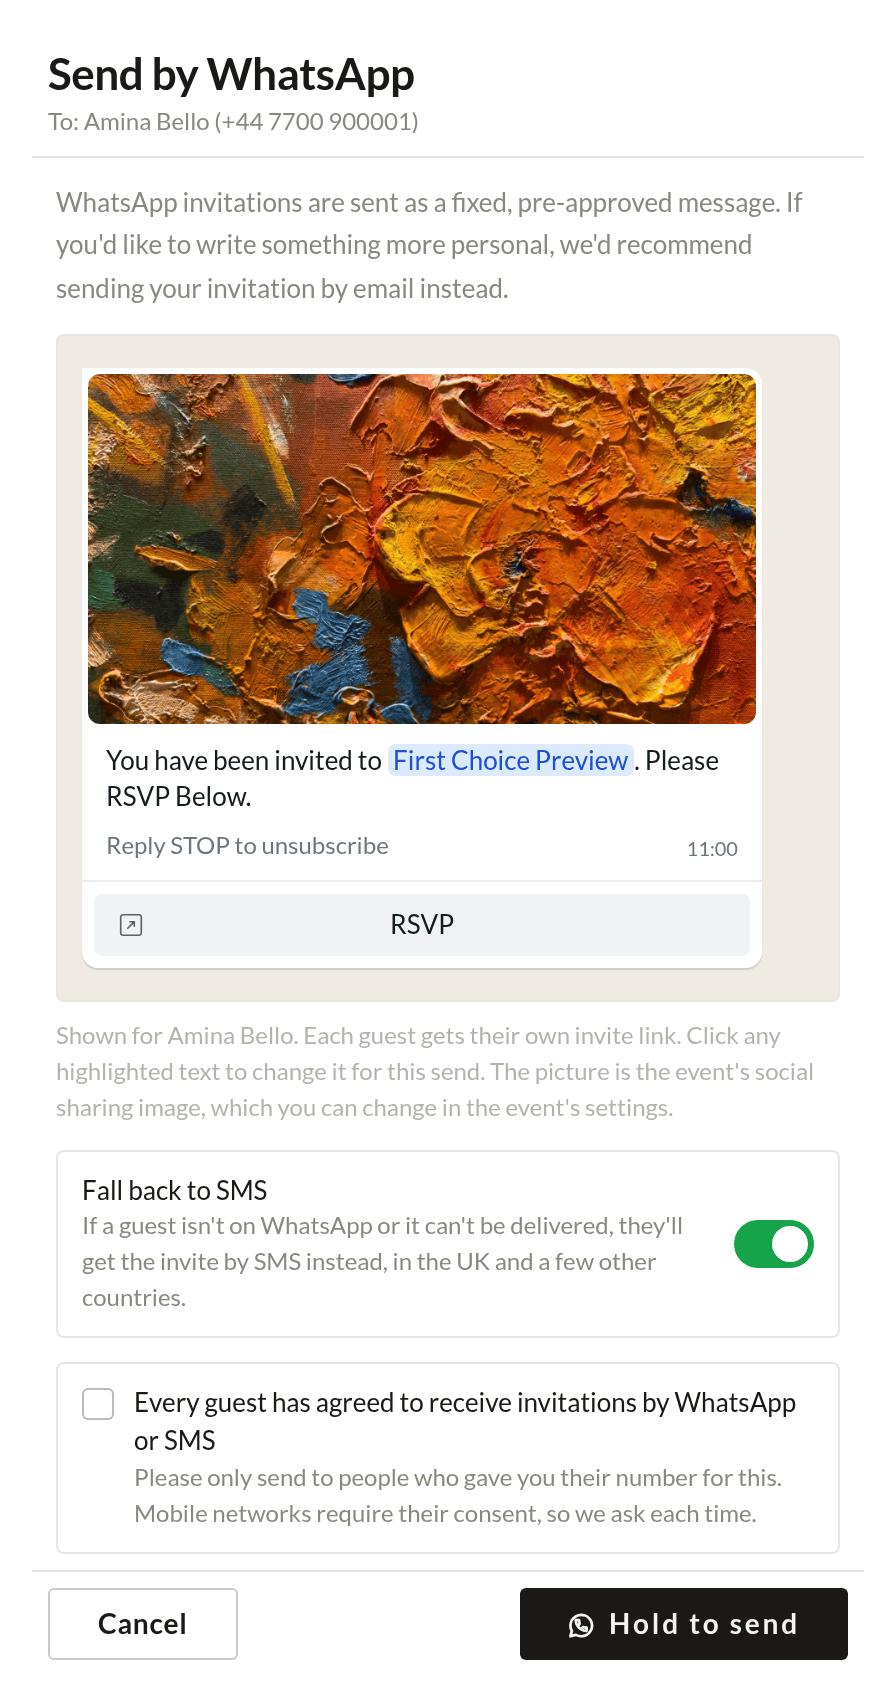 Send by WhatsApp
To: Amina Bello (+44 7700 900001)
WhatsApp invitations are sent as a fixed, pre-approved message. If
you'd like to write something more personal, we'd recommend
sending your invitation by email instead.
You have been invited to First Choice Preview. Please
RSVP Below.
Reply STOP to unsubscribe
11:00
RSVP
Shown for Amina Bello. Each guest gets their own invite link. Click any
highlighted text to change it for this send. The picture is the event's social
sharing image, which you can change in the event's settings.
Fall back to SMS
If a guest isn't on WhatsApp or it can't be delivered, they'll
get the invite by SMS instead, in the UK and a few other
countries.
Every guest has agreed to receive invitations by WhatsApp
or SMS
Please only send to people who gave you their number for this.
Mobile networks require their consent, so we ask each time.
Cancel
Hold to send